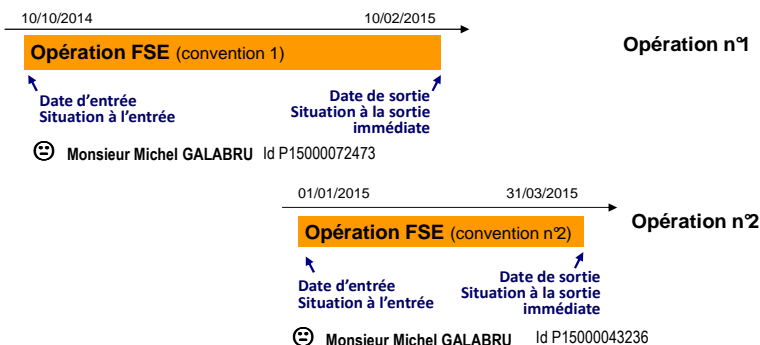 10/10/2014 10/02/2015
Opération n°1
Opération FSE (convention 1)
Date d'entrée
Situation à l'entrée
Date de sortie
Situation à la sortie
immédiate
Monsieur Michel GALABRU Id P15000072473
01/01/2015 31/03/2015
Opération n°2
Opération FSE (convention n°2)
Date d'entrée
Situation à l'entrée
Date de sortie
Situation à la sortie
immédiate
Monsieur Michel GALABRU Id P15000043236